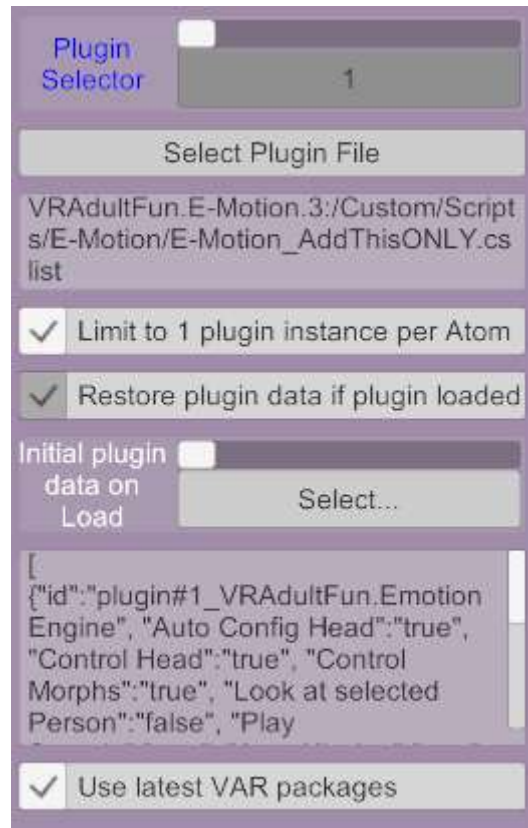 Plugin
Selector
1
Select Plugin File
VRAdultFun.E-Motion.3:/Custom/Script
s/E-Motion/E-Motion_AddThisONLY.cs
list
Limit to 1 plugin instance per Atom
Restore plugin data if plugin loaded
Initial plugin
data on
Load
Select...
[
{"id":"plugin#1_VRAdultFun.Emotion
Engine", "Auto Config Head":"true",
"Control Head":"true", "Control
Morphs":"true", "Look at selected
Person":"false", "Play
Use latest VAR packages